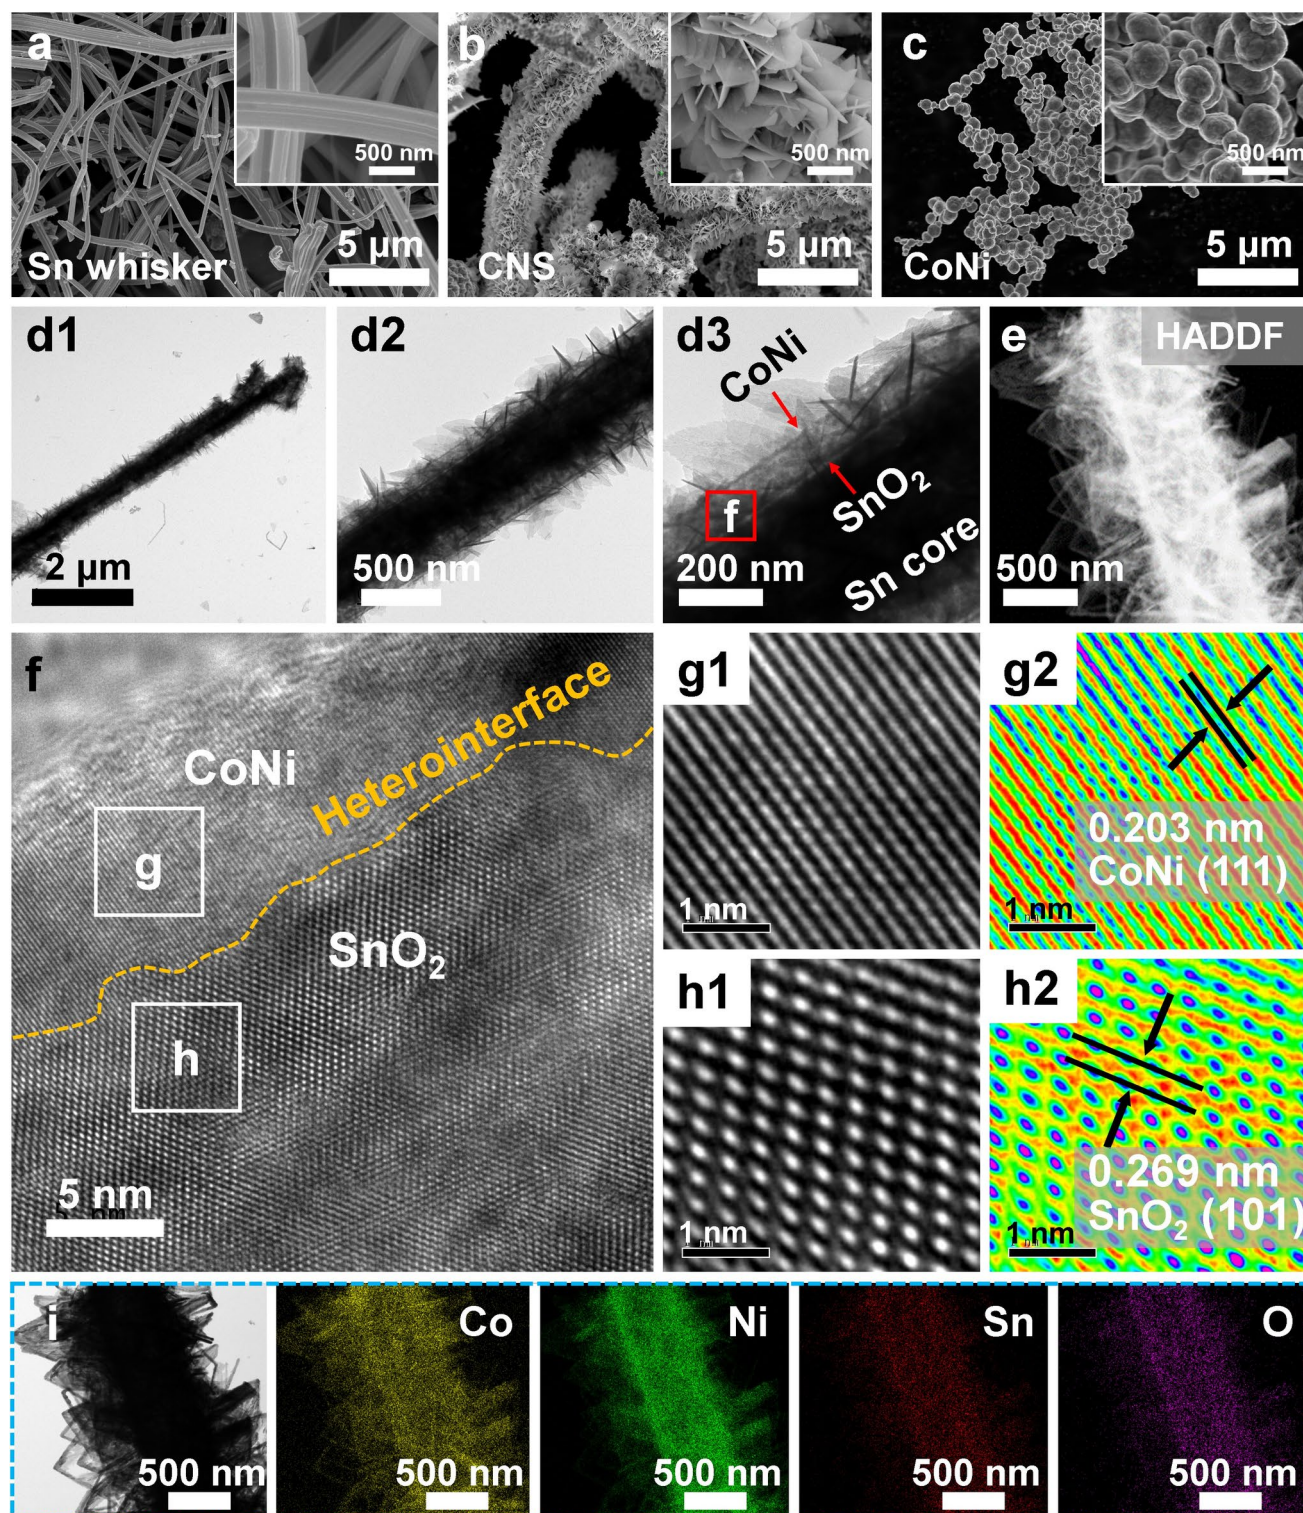 a
500 nm
5 µm
Sn whisker
b
500 nm
5 µm
CNS
c
500 nm
5 µm
CoNi
d1
2 µm
d2
500 nm
d3
CoNi
SnO₂
f
Sn core
200 nm
e
HADDF
500 nm
f
CoNi
Heterointerface
g
SnO₂
h
5 nm
g1
1 nm
g2
0.203 nm
CoNi (111)
1 nm
h1
1 nm
h2
0.269 nm
SnO₂ (101)
1 nm
i
500 nm
Co
500 nm
Ni
500 nm
Sn
500 nm
O
500 nm